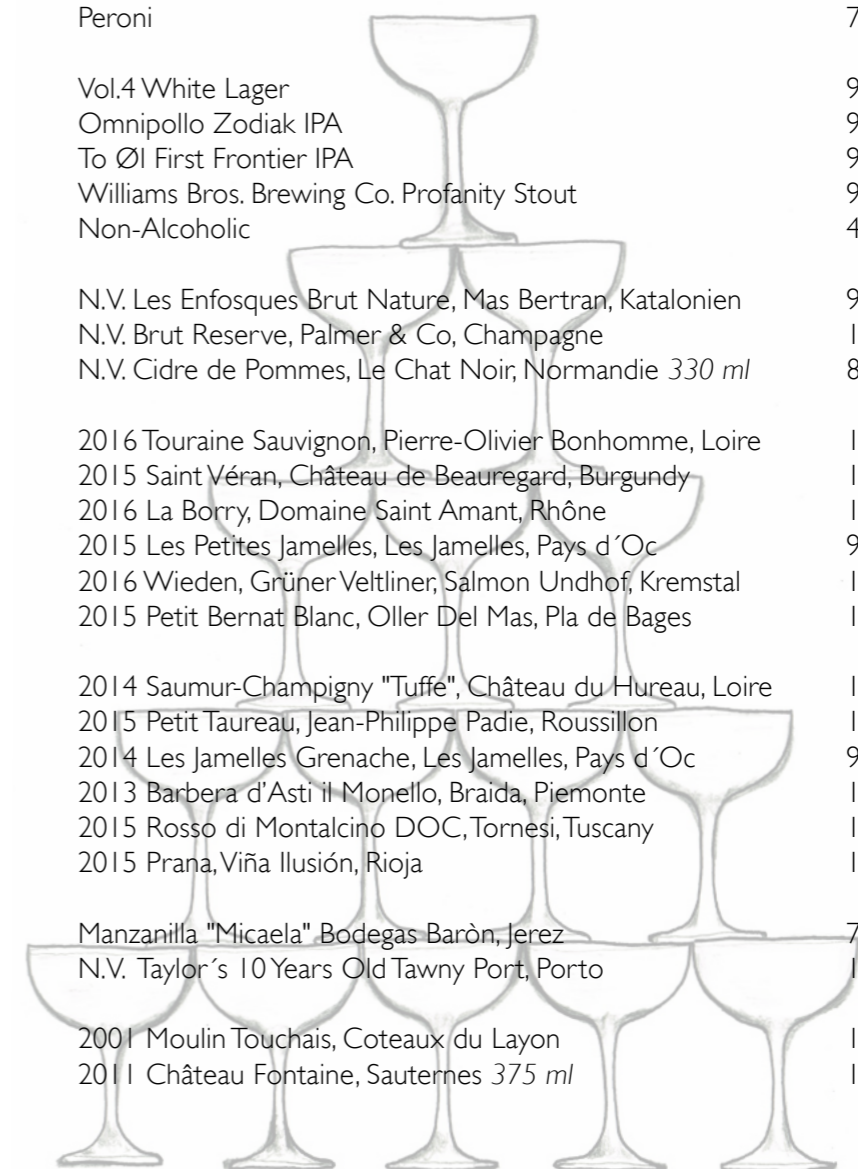 Peroni 7
Vol.4 White Lager 9
Omnipollo Zodiak IPA 9
To Øl First Frontier IPA 9
Williams Bros. Brewing Co. Profanity Stout 9
Non-Alcoholic 4
N.V. Les Enfosques Brut Nature, Mas Bertran, Katalonien 9
N.V. Brut Reserve, Palmer & Co, Champagne 1
N.V. Cidre de Pommes, Le Chat Noir, Normandie 330 ml 8
2016 Touraine Sauvignon, Pierre-Olivier Bonhomme, Loire 1
2015 Saint Véran, Château de Beauregard, Burgundy 1
2016 La Borry, Domaine Saint Amant, Rhône 1
2015 Les Petites Jamelles, Les Jamelles, Pays d´Oc 9
2016 Wieden, Grüner Veltliner, Salmon Undhof, Kremstal 1
2015 Petit Bernat Blanc, Oller Del Mas, Pla de Bages 1
2014 Saumur-Champigny "Tuffe", Château du Hureau, Loire 1
2015 Petit Taureau, Jean-Philippe Padie, Roussillon 1
2014 Les Jamelles Grenache, Les Jamelles, Pays d´Oc 9
2013 Barbera d’Asti il Monello, Braida, Piemonte 1
2015 Rosso di Montalcino DOC, Tornesi, Tuscany 1
2015 Prana, Viña Ilusión, Rioja 1
Manzanilla "Micaela" Bodegas Baròn, Jerez 7
N.V. Taylor´s 10 Years Old Tawny Port, Porto 1
2001 Moulin Touchais, Coteaux du Layon 1
2011 Château Fontaine, Sauternes 375 ml 1